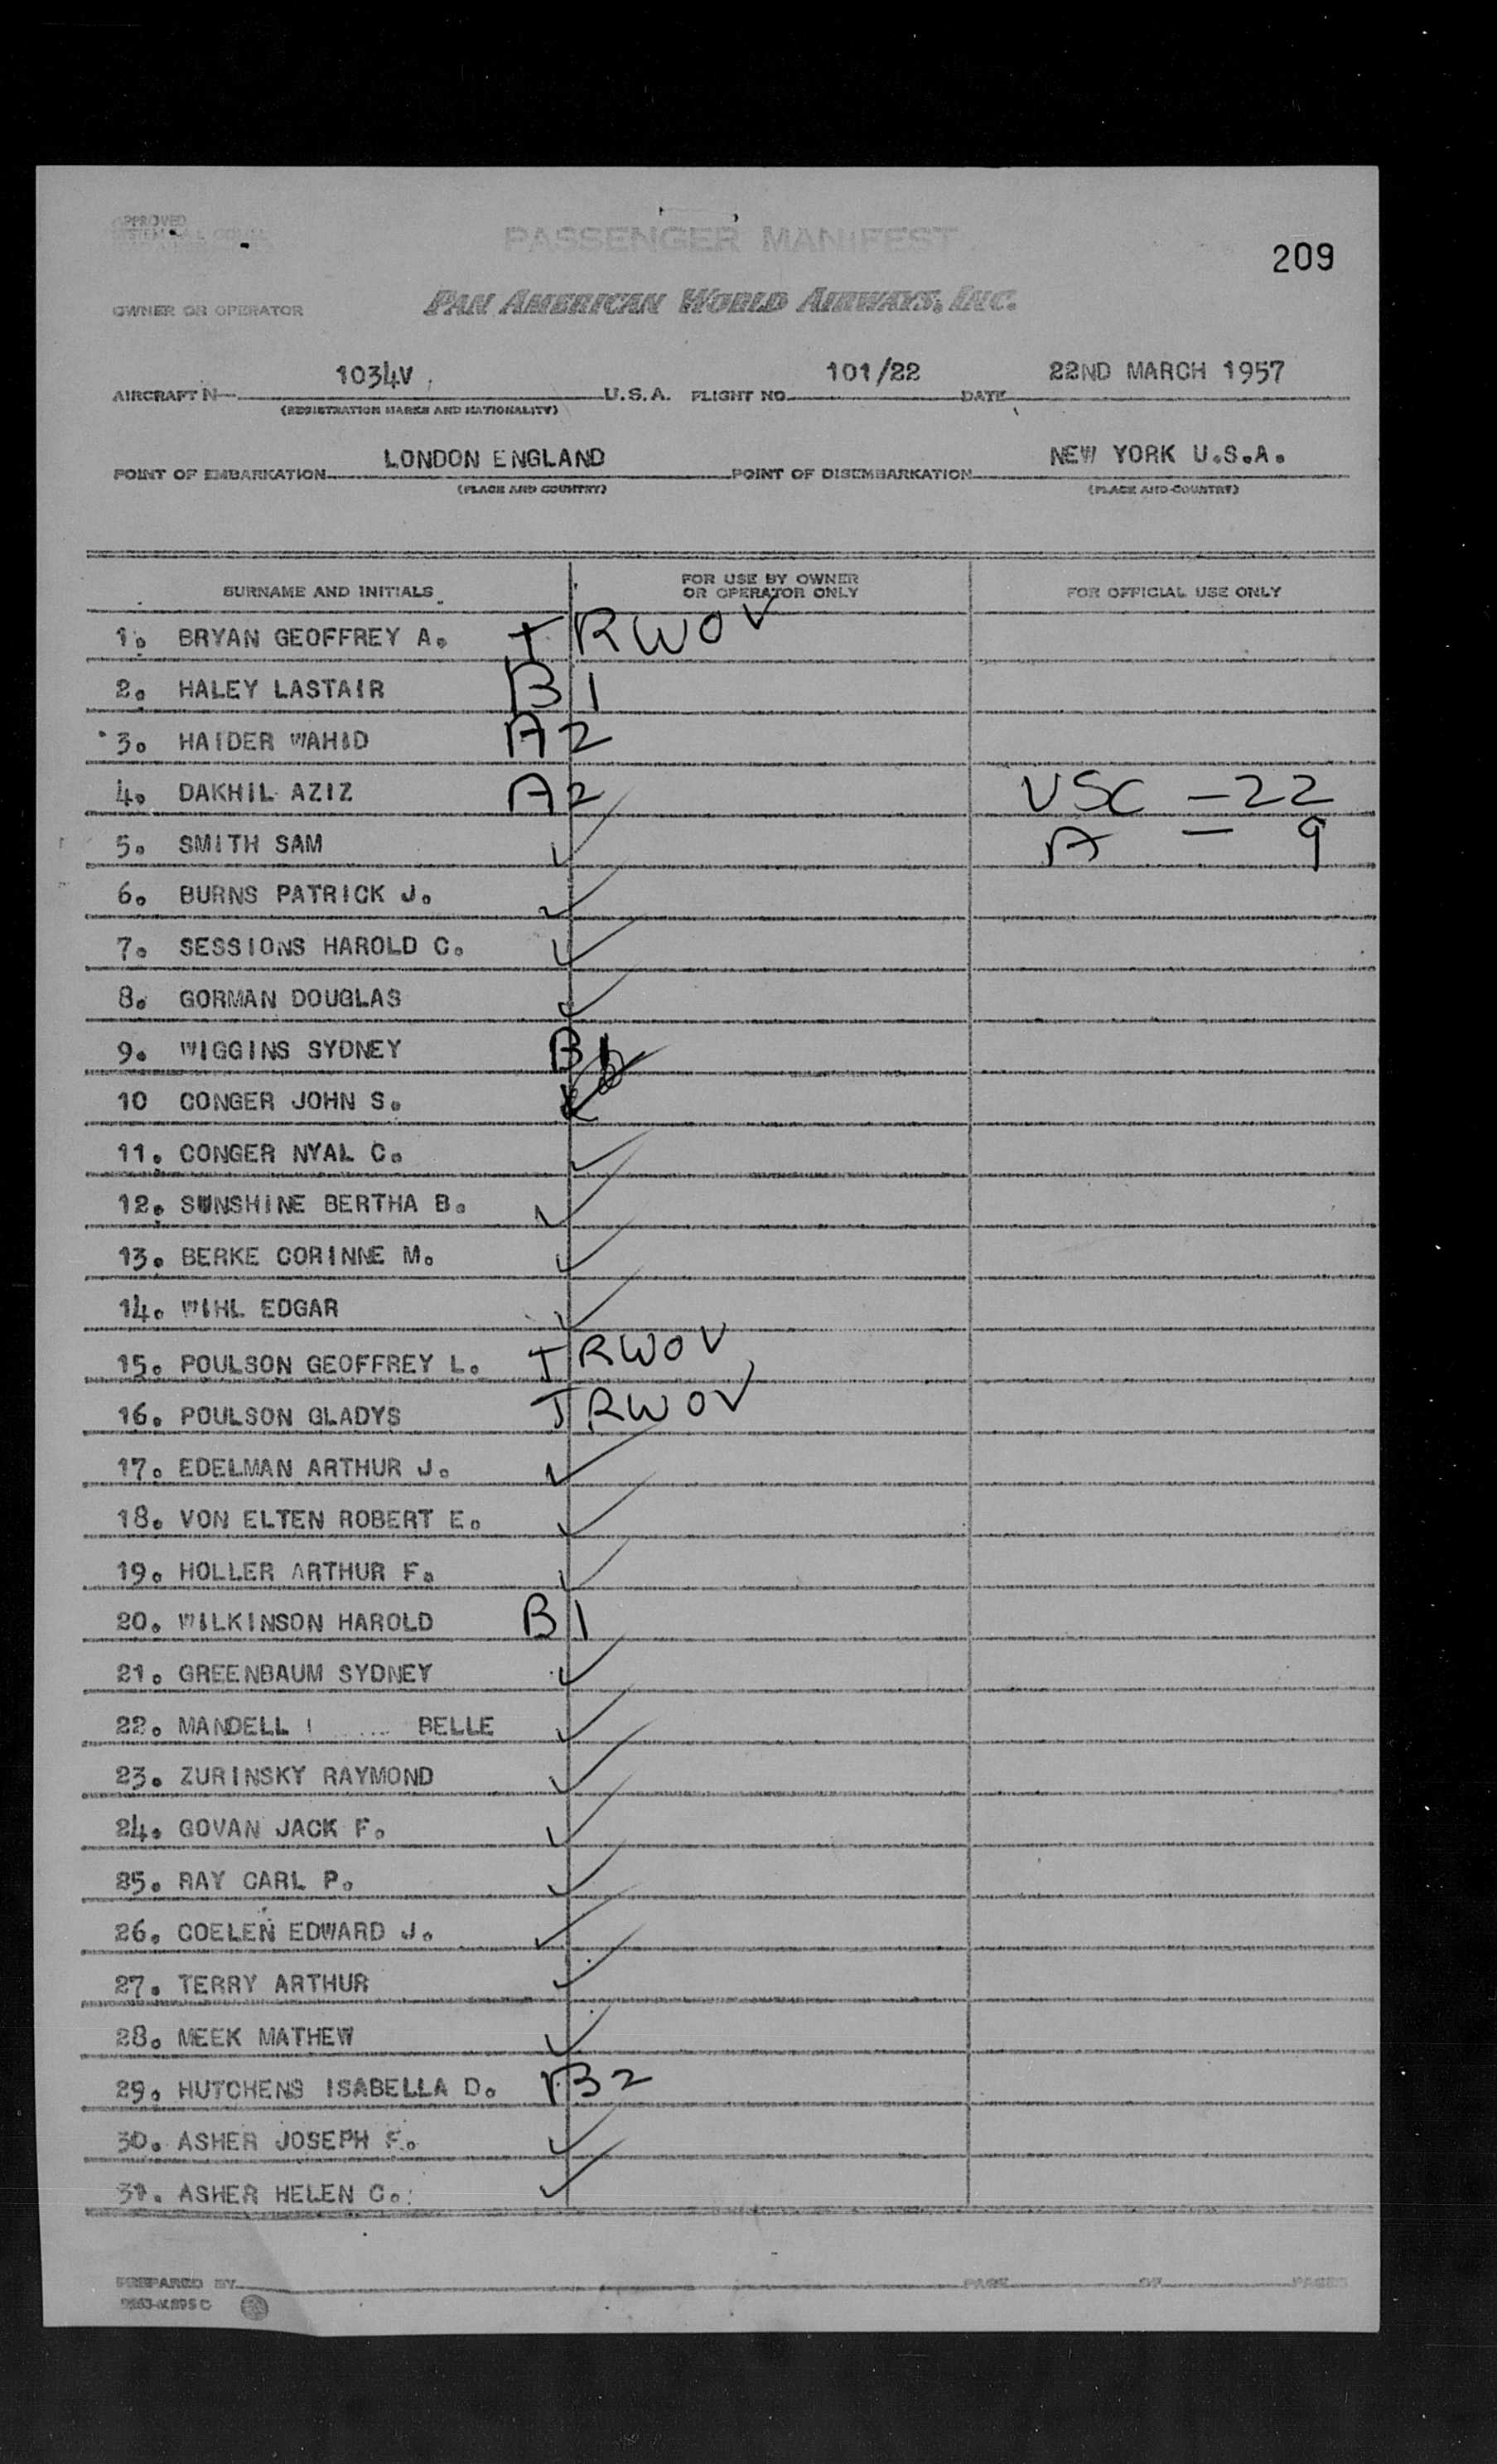 APPROVED
PASSENGER MANIFEST
209
OWNER OR OPERATOR PAN AMERICAN WORLD AIRWAYS, INC.
AIRCRAFT N 1034V U.S.A. FLIGHT NO 101/22 DATE 22ND MARCH 1957
(REGISTRATION MARKS AND NATIONALITY)
POINT OF EMBARKATION LONDON ENGLAND POINT OF DISEMBARKATION NEW YORK U.S.A.
(PLACE AND COUNTRY) (PLACE AND COUNTRY)
SURNAME AND INITIALS FOR USE BY OWNER OR OPERATOR ONLY FOR OFFICIAL USE ONLY
1. BRYAN GEOFFREY A. TRWOV
2. HALEY LASTAIR B1
3. HAIDER WAHID A2
4. DAKHIL AZIZ A2 USC - 22
5. SMITH SAM A - 9
6. BURNS PATRICK J.
7. SESSIONS HAROLD C.
8. GORMAN DOUGLAS
9. WIGGINS SYDNEY B1
10 CONGER JOHN S.
11. CONGER NYAL C.
12. SUNSHINE BERTHA B.
13. BERKE CORINNE M.
14. WIHL EDGAR
15. POULSON GEOFFREY L. TRWOV
16. POULSON GLADYS TRWOV
17. EDELMAN ARTHUR J.
18. VON ELTEN ROBERT E.
19. HOLLER ARTHUR F.
20. WILKINSON HAROLD B1
21. GREENBAUM SYDNEY
22. MANDELL BELLE
23. ZURINSKY RAYMOND
24. GOVAN JACK F.
25. RAY CARL P.
26. COELEN EDWARD J.
27. TERRY ARTHUR
28. MEEK MATHEW
29. HUTCHENS ISABELLA D. B2
30. ASHER JOSEPH F.
31. ASHER HELEN C.
PREPARED BY PAGE OF PAGES